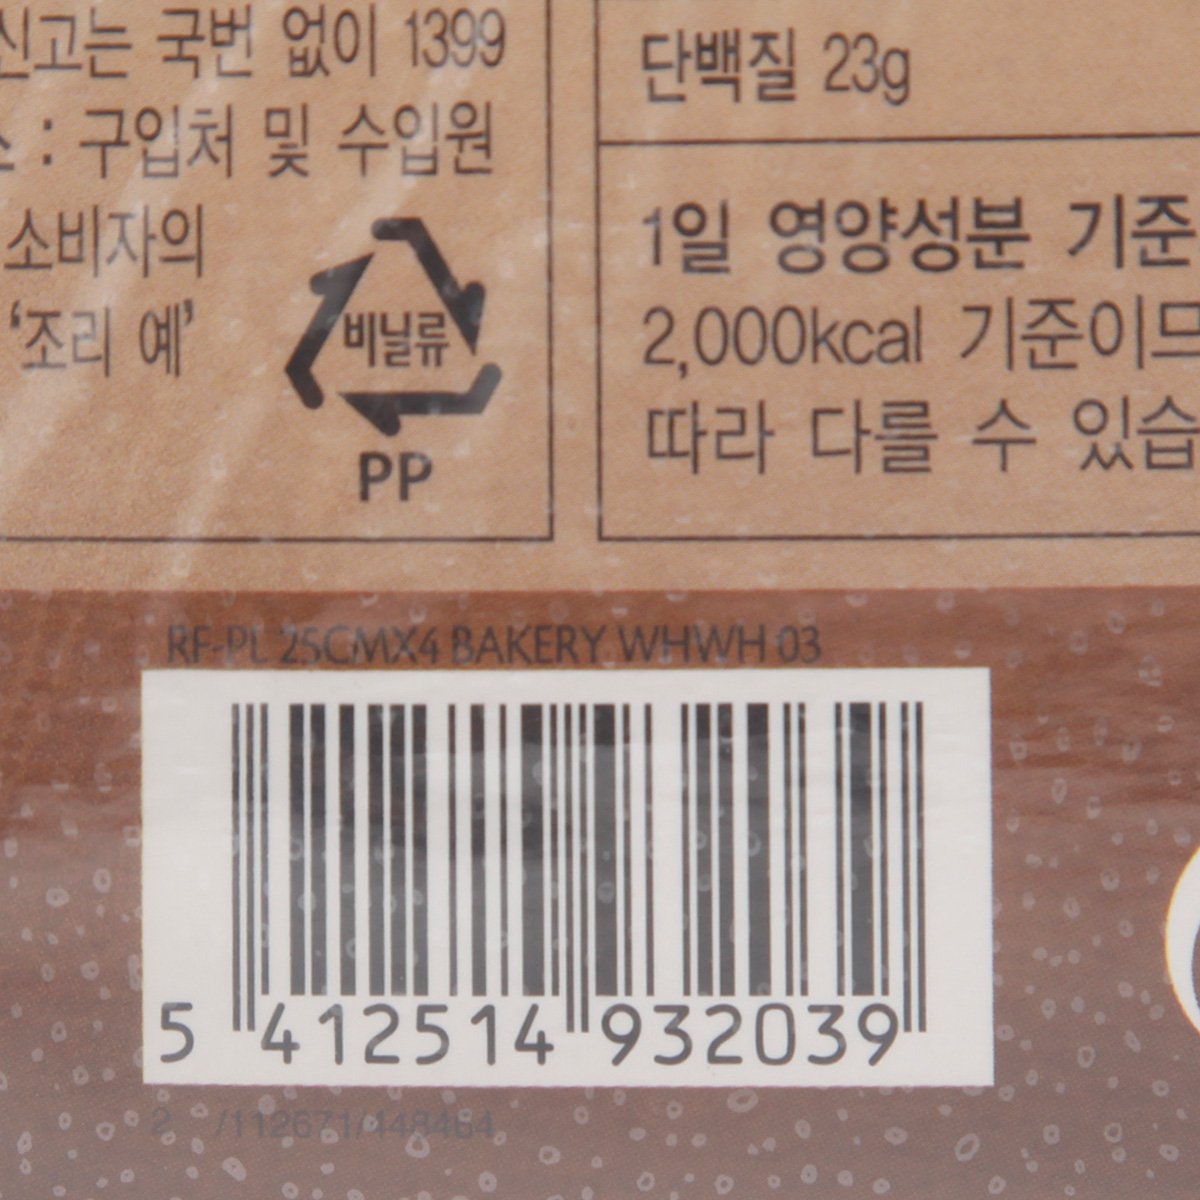 신고는 국번 없이 1399
: 구입처 및 수입원
소비자의
‘조리 예’
비닐류
PP
단백질 23g
1일 영양성분 기준
2,000kcal 기준이므
따라 다를 수 있습
RF-PL 25CMX4 BAKERY WHWH 03
5 412514 932039
2 /112671/448464